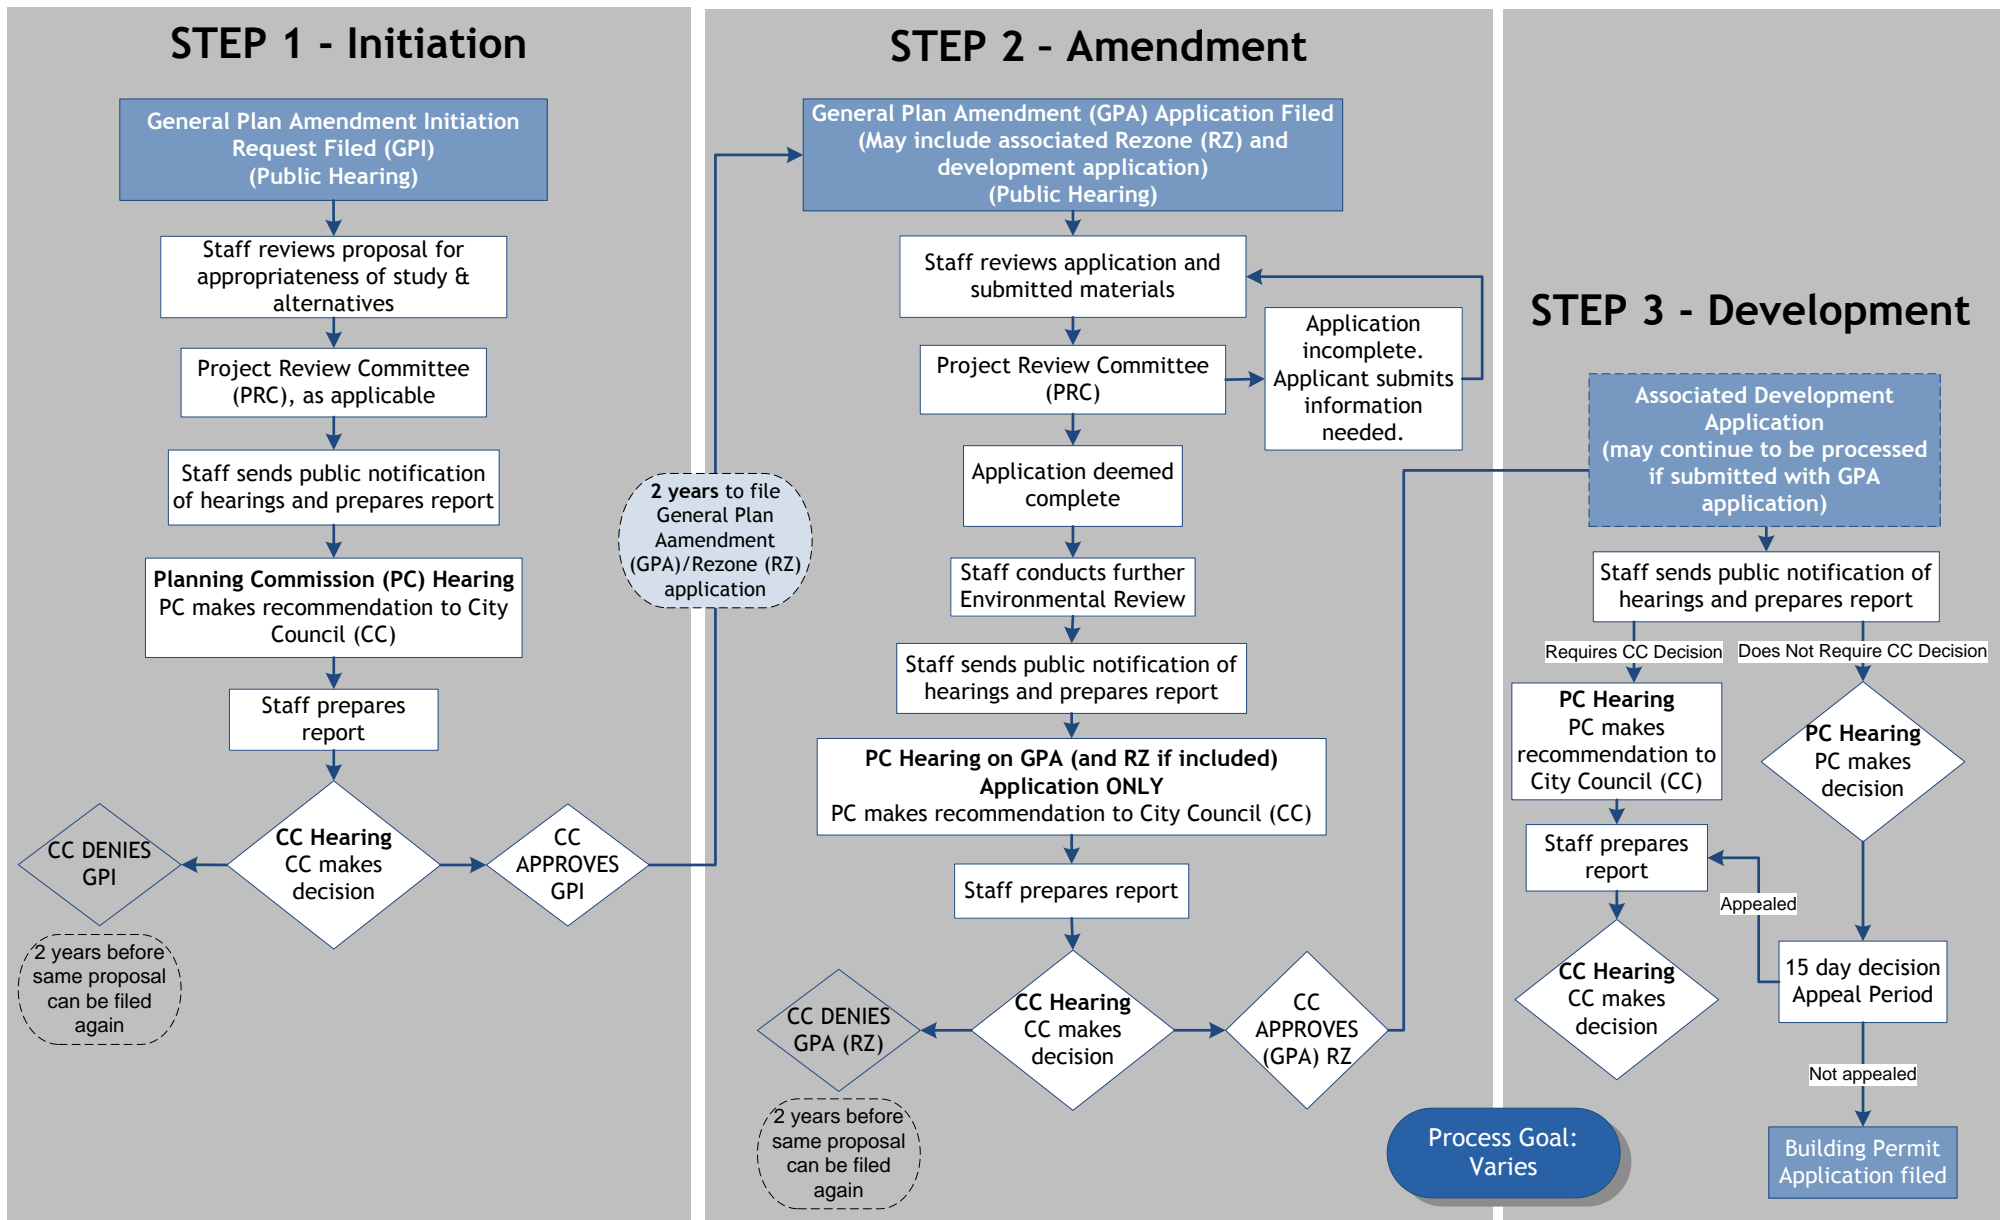 STEP 1 - Initiation
General Plan Amendment Initiation
Request Filed (GPI)
(Public Hearing)
Staff reviews proposal for
appropriateness of study &
alternatives
Project Review Committee
(PRC), as applicable
Staff sends public notification
of hearings and prepares report
Planning Commission (PC) Hearing
PC makes recommendation to City
Council (CC)
Staff prepares
report
CC Hearing
CC makes
decision
CC DENIES
GPI
2 years before
same proposal
can be filed
again
CC
APPROVES
GPI
2 years to file
General Plan
Aamendment
(GPA)/Rezone (RZ)
application
STEP 2 – Amendment
General Plan Amendment (GPA) Application Filed
(May include associated Rezone (RZ) and
development application)
(Public Hearing)
Staff reviews application and
submitted materials
Project Review Committee
(PRC)
Application
incomplete.
Applicant submits
information
needed.
Application deemed
complete
Staff conducts further
Environmental Review
Staff sends public notification of
hearings and prepares report
PC Hearing on GPA (and RZ if included)
Application ONLY
PC makes recommendation to City Council (CC)
Staff prepares report
CC Hearing
CC makes
decision
CC DENIES
GPA (RZ)
2 years before
same proposal
can be filed
again
CC
APPROVES
(GPA) RZ
STEP 3 - Development
Associated Development
Application
(may continue to be processed
if submitted with GPA
application)
Staff sends public notification of
hearings and prepares report
Requires CC Decision
Does Not Require CC Decision
PC Hearing
PC makes
recommendation to
City Council (CC)
PC Hearing
PC makes
decision
Staff prepares
report
Appealed
CC Hearing
CC makes
decision
15 day decision
Appeal Period
Not appealed
Building Permit
Application filed
Process Goal:
Varies